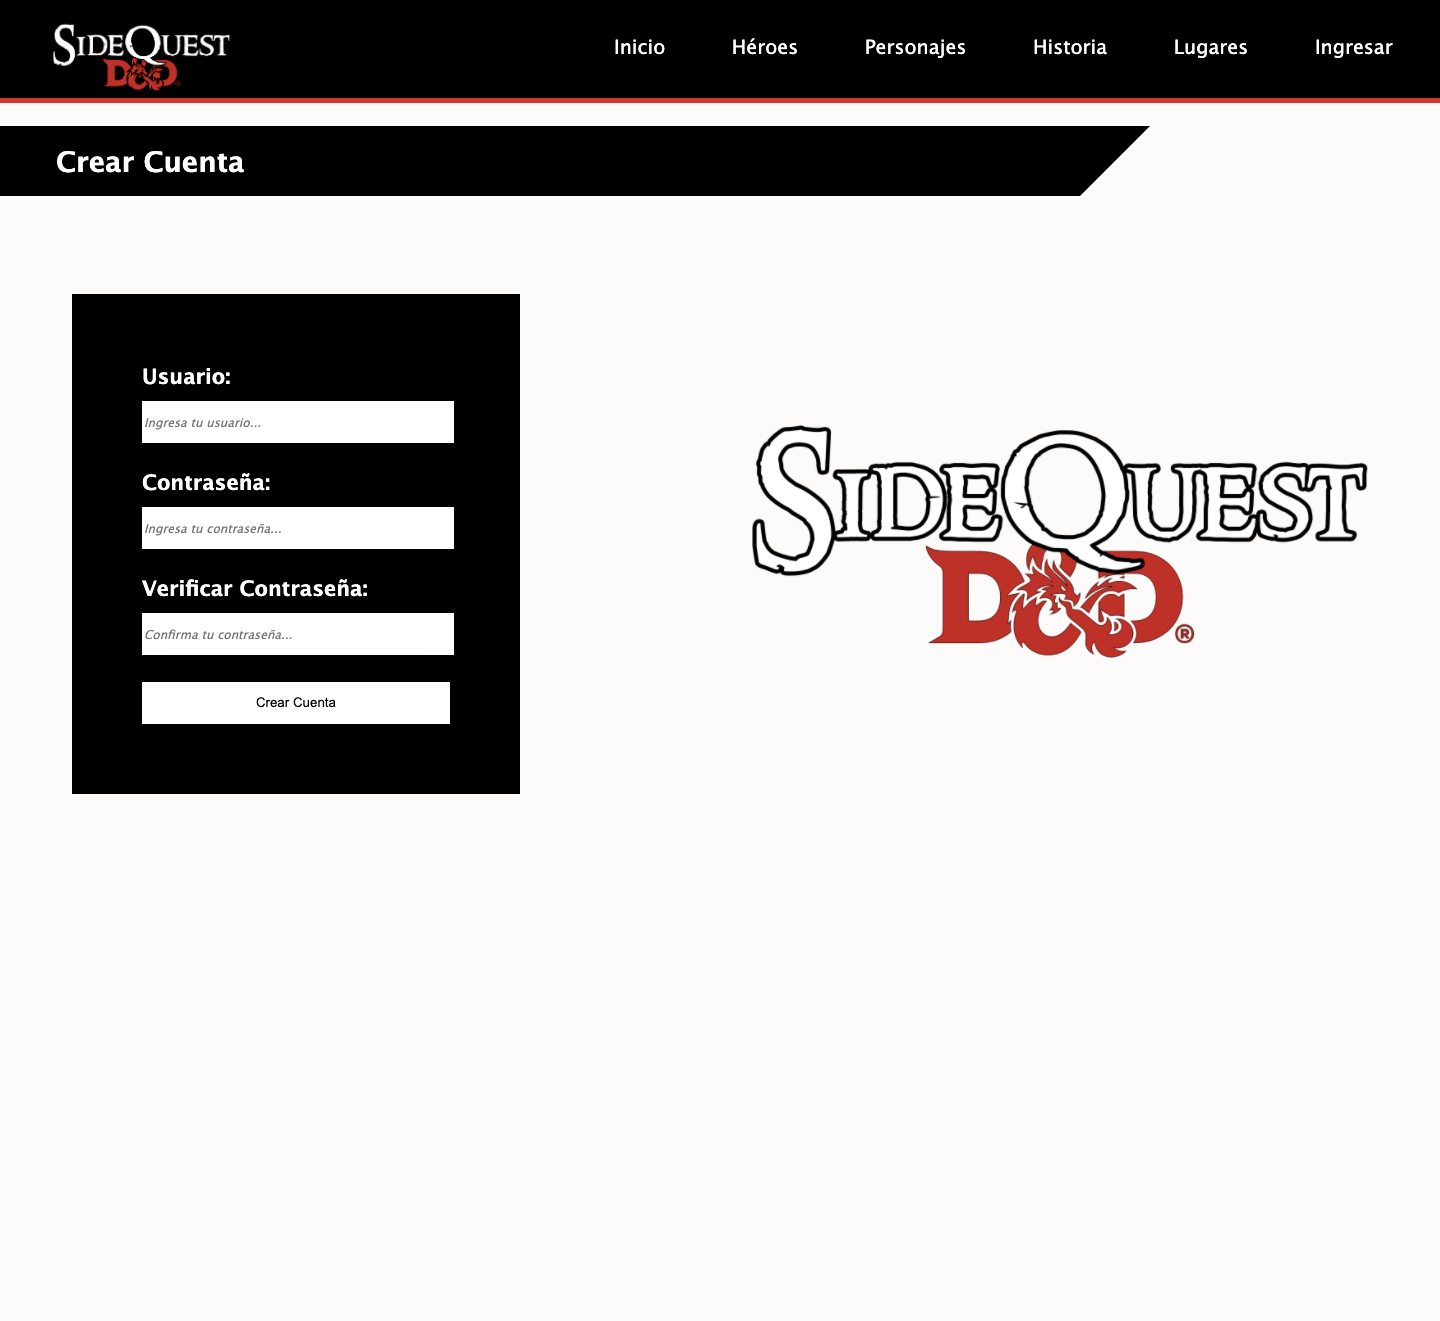 SIDEQUEST
D&D
Inicio
Héroes
Personajes
Historia
Lugares
Ingresar
Crear Cuenta
Usuario:
Ingresa tu usuario...
Contraseña:
Ingresa tu contraseña...
Verificar Contraseña:
Confirma tu contraseña...
Crear Cuenta
SIDEQUEST
D&D®